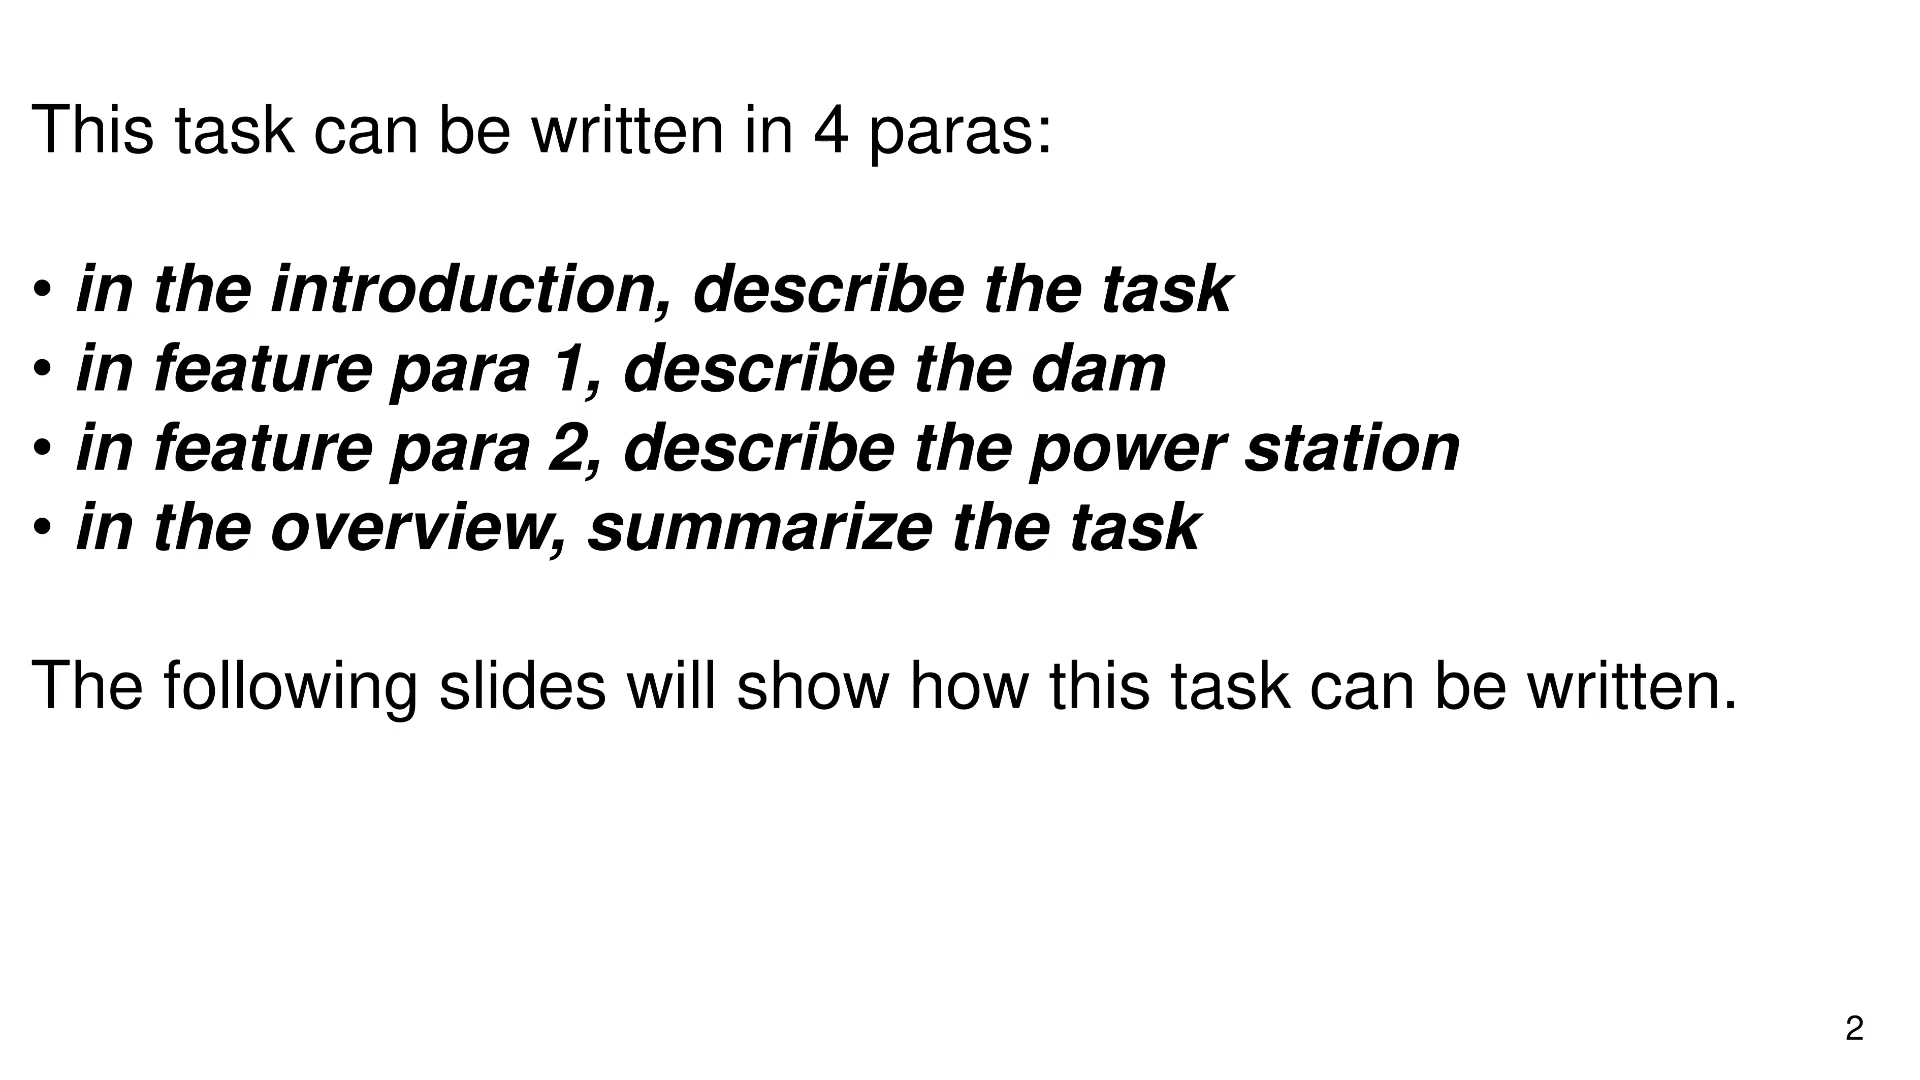 This task can be written in 4 paras:
• in the introduction, describe the task
• in feature para 1, describe the dam
• in feature para 2, describe the power station
• in the overview, summarize the task
The following slides will show how this task can be written.
2